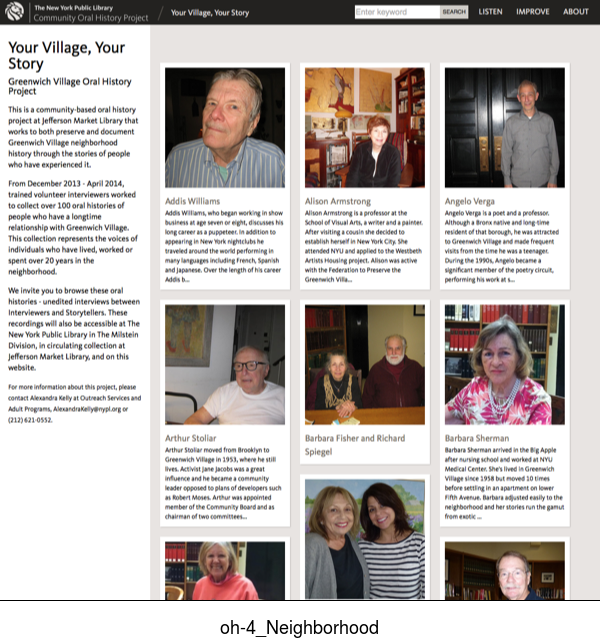 The New York Public Library
Community Oral History Project
Your Village, Your Story
Enter keyword
SEARCH
LISTEN
IMPROVE
ABOUT
Your Village, Your
Story
Greenwich Village Oral History
Project
This is a community-based oral history
project at Jefferson Market Library that
works to both preserve and document
Greenwich Village neighborhood
history through the stories of people
who have experienced it.
From December 2013 - April 2014,
trained volunteer interviewers worked
to collect over 100 oral histories of
people who have a longtime
relationship with Greenwich Village.
This collection represents the voices of
individuals who have lived, worked or
spent over 20 years in the
neighborhood.
We invite you to browse these oral
histories - unedited interviews between
Interviewers and Storytellers. These
recordings will also be accessible at The
New York Public Library in The Milstein
Division, in circulating collection at
Jefferson Market Library, and on this
website.
For more information about this project, please
contact Alexandra Kelly at Outreach Services and
Adult Programs, AlexandraKelly@nypl.org or
(212) 621-0552.
Addis Williams
Addis Williams, who began working in show
business at age seven or eight, discusses his
long career as a puppeteer. In addition to
appearing in New York nightclubs he
traveled around the world performing in
many languages including French, Spanish
and Japanese. Over the length of his career
Addis b...
Alison Armstrong
Alison Armstrong is a professor at the
School of Visual Arts, a writer and a painter.
After visiting a cousin she decided to
establish herself in New York City. She
attended NYU and applied to the Westbeth
Artists Housing project. Alison was active
with the Federation to Preserve the
Greenwich Villa...
Angelo Verga
Angelo Verga is a poet and a professor.
Although a Bronx native and long-time
resident of that borough, he was attracted
to Greenwich Village and made frequent
visits from the time he was a teenager.
During the 1990s, Angelo became a
significant member of the poetry circuit,
performing his work at s...
Arthur Stoliar
Arthur Stoliar moved from Brooklyn to
Greenwich Village in 1953, where he still
lives. Activist Jane Jacobs was a great
influence and he became a community
leader opposed to plans of developers such
as Robert Moses. Arthur was appointed
member of the Community Board and as
chairman of two committees...
Barbara Fisher and Richard
Spiegel
Barbara Sherman
Barbara Sherman arrived in the Big Apple
after nursing school and worked at NYU
Medical Center. She's lived in Greenwich
Village since 1958 but moved 10 times
before settling in an apartment on lower
Fifth Avenue. Barbara adjusted easily to the
neighborhood and her stories run the gamut
from exotic ...
oh-4_Neighborhood